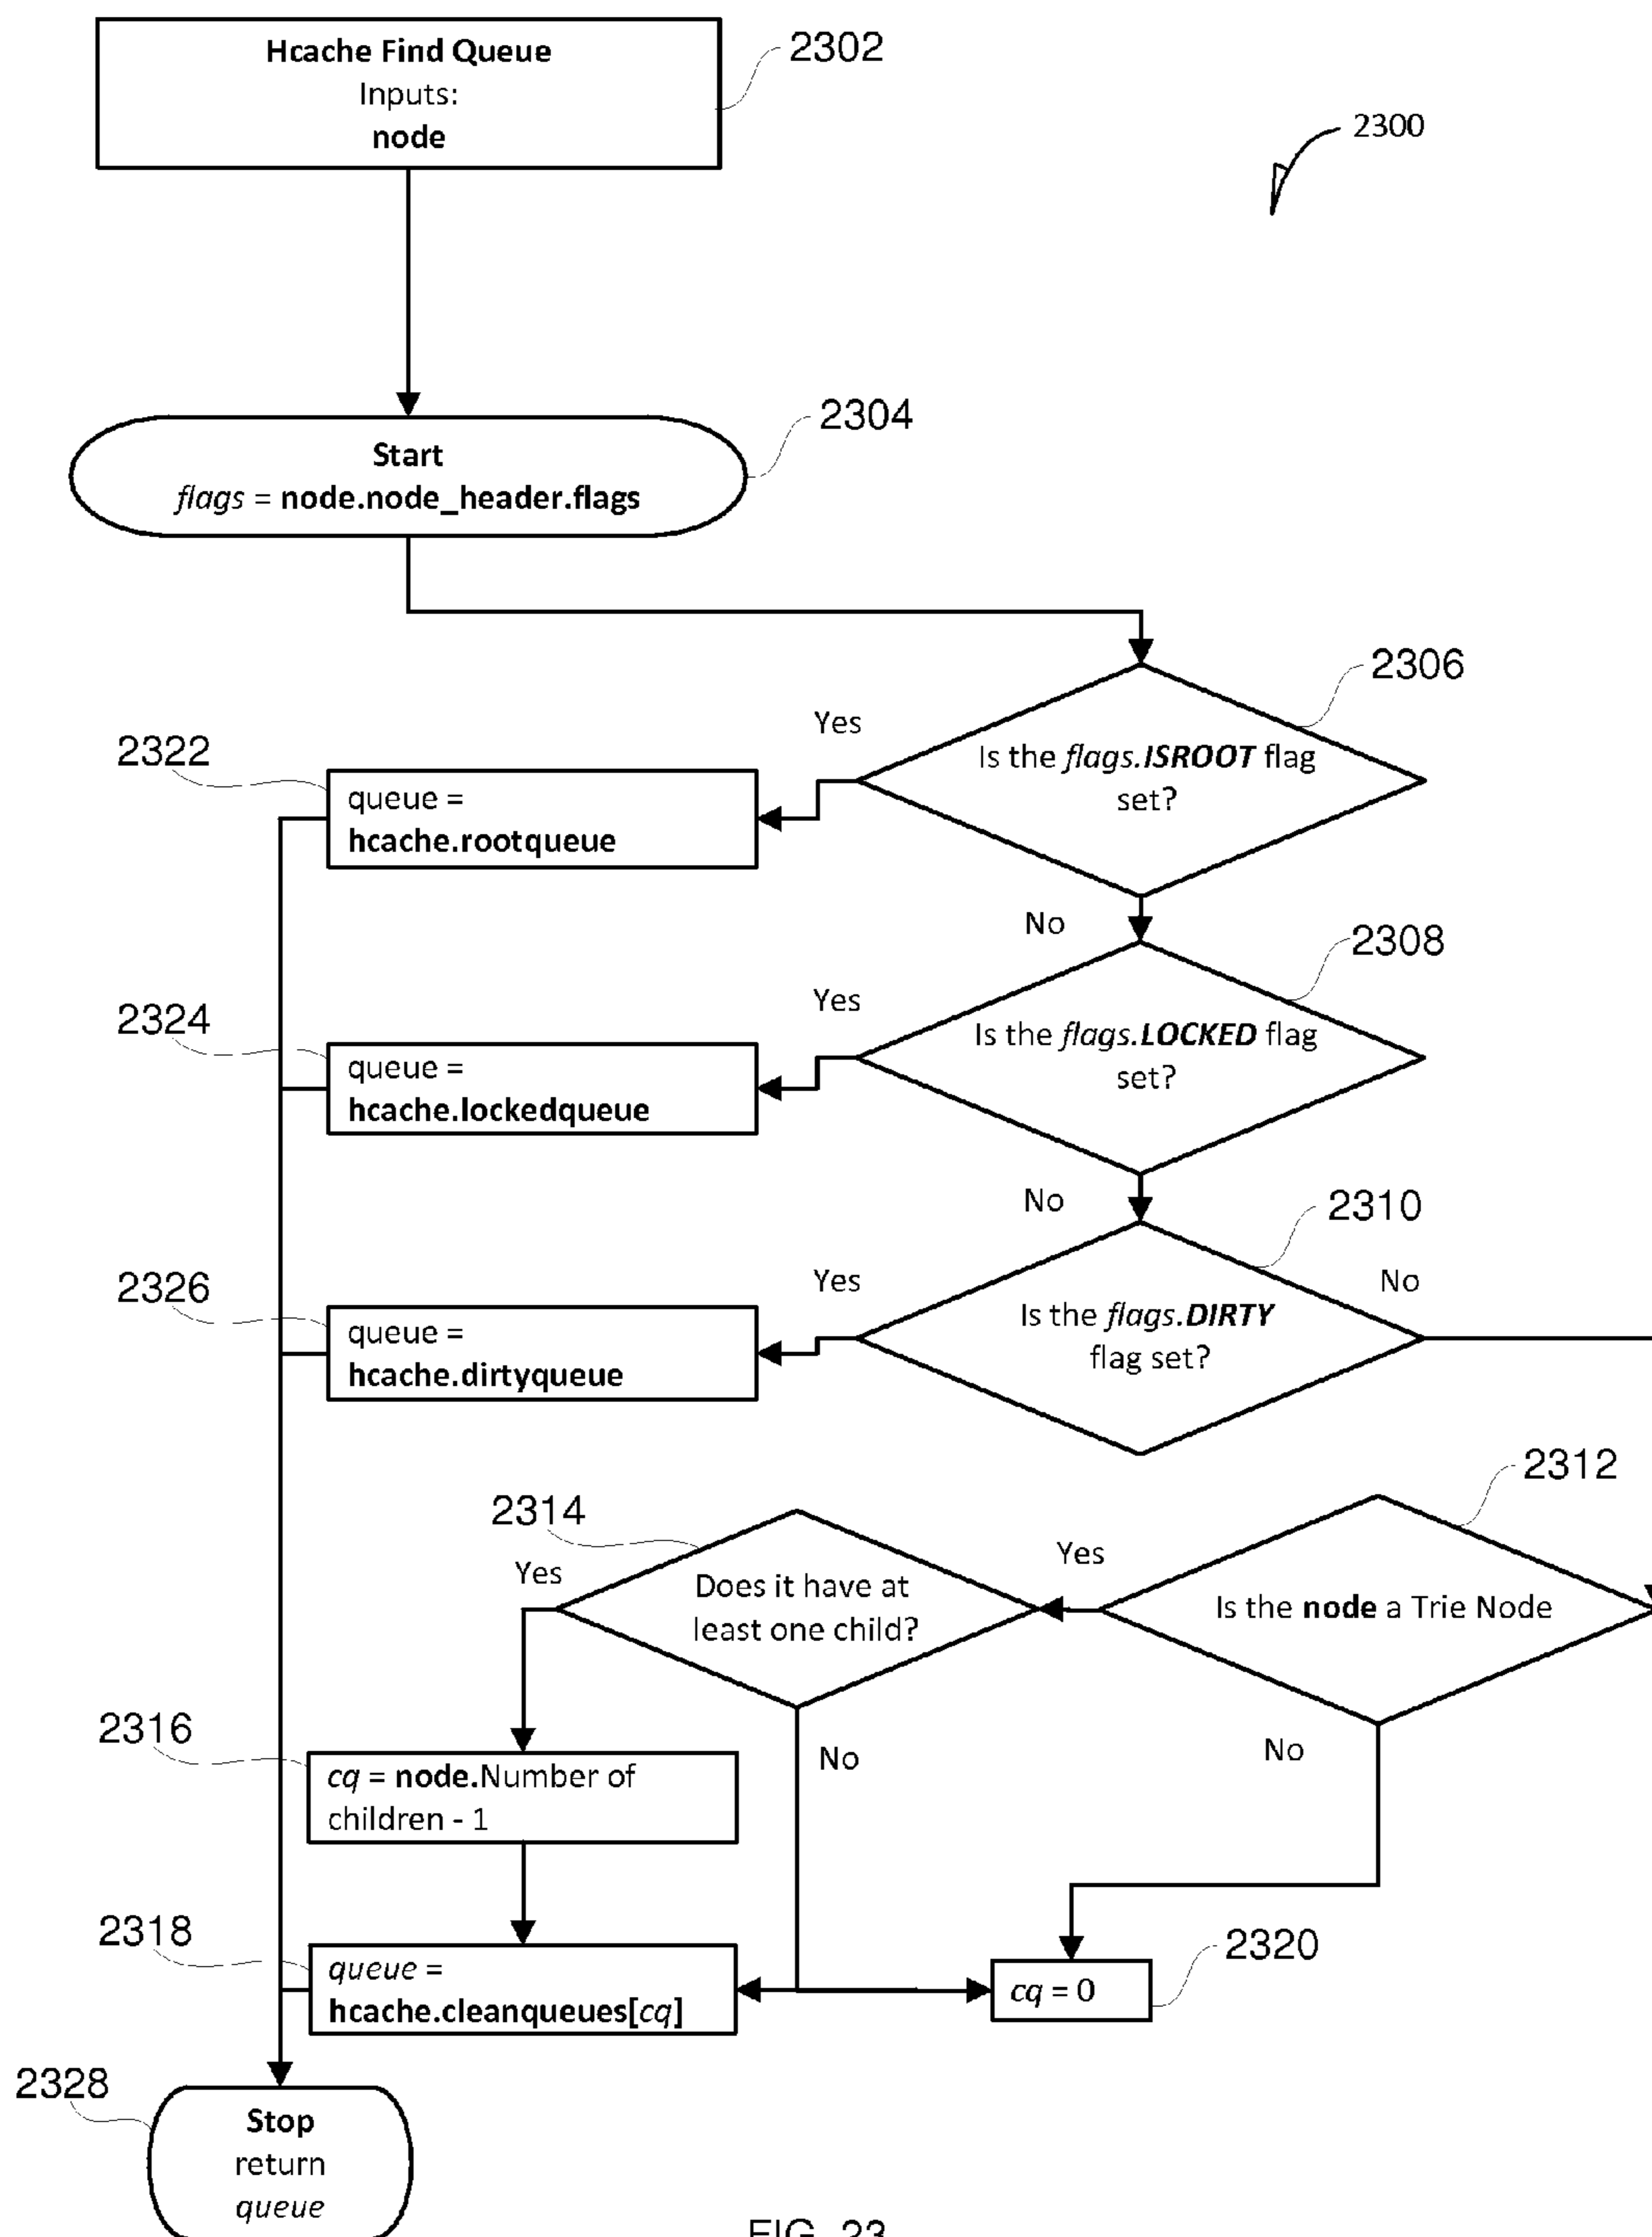 Hcache Find Queue
Inputs:
node
2302
2300
Start
flags = node.node_header.flags
2304
2306
Is the flags.ISROOT flag
set?
Yes
No
2322
queue =
hcache.rootqueue
2308
Is the flags.LOCKED flag
set?
Yes
No
2324
queue =
hcache.lockedqueue
2310
Is the flags.DIRTY
flag set?
Yes
No
2326
queue =
hcache.dirtyqueue
2312
Is the node a Trie Node
Yes
No
2314
Does it have at
least one child?
Yes
No
2316
cq = node.Number of
children - 1
2318
queue =
hcache.cleanqueues[cq]
2320
cq = 0
2328
Stop
return
queue
FIG. 23